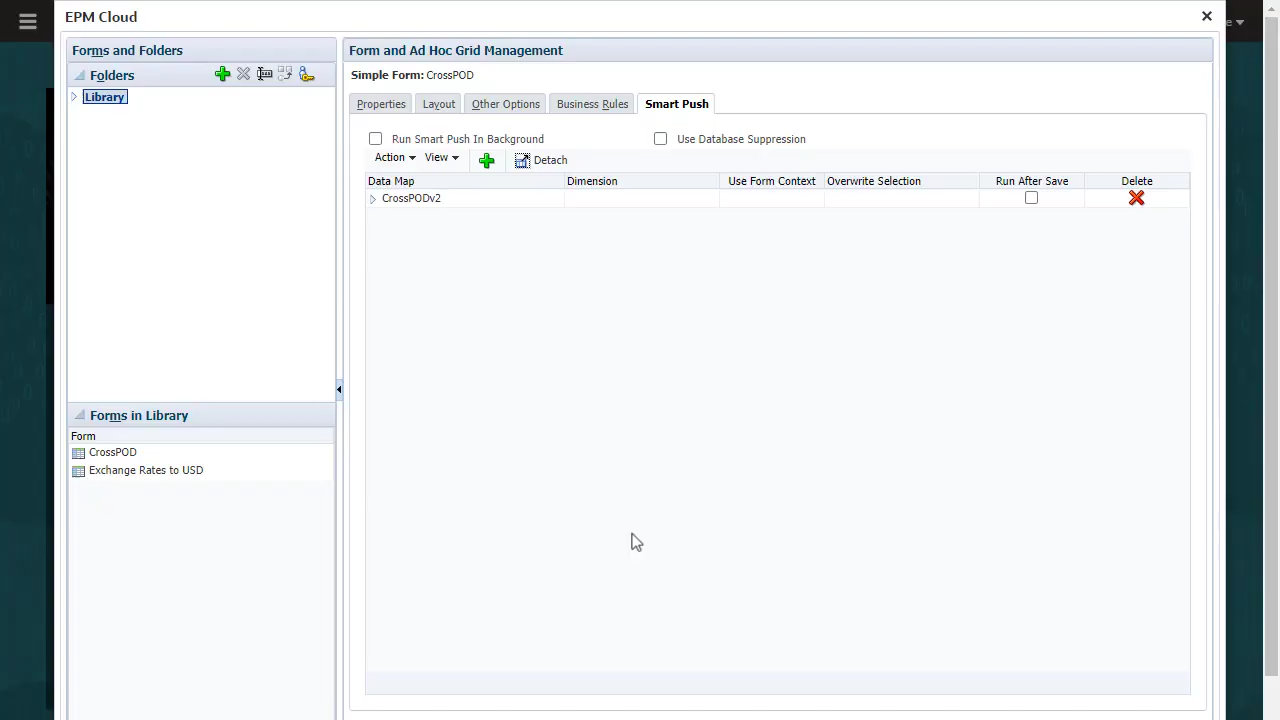 EPM Cloud
Forms and Folders
Folders
Library
Forms in Library
Form
CrossPOD
Exchange Rates to USD
Form and Ad Hoc Grid Management
Simple Form: CrossPOD
Properties Layout Other Options Business Rules Smart Push
Run Smart Push In Background Use Database Suppression
Action View Detach
Data Map Dimension Use Form Context Overwrite Selection Run After Save Delete
CrossPODv2